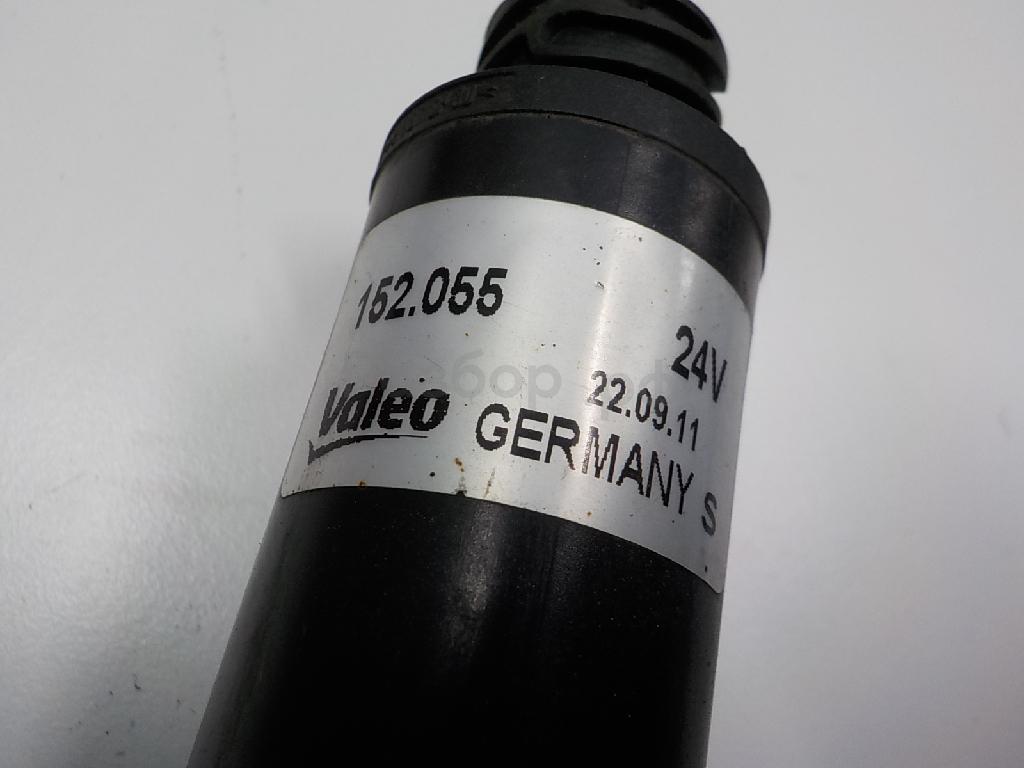 152.055
24V
Valeo
22.09.11
GERMANY S